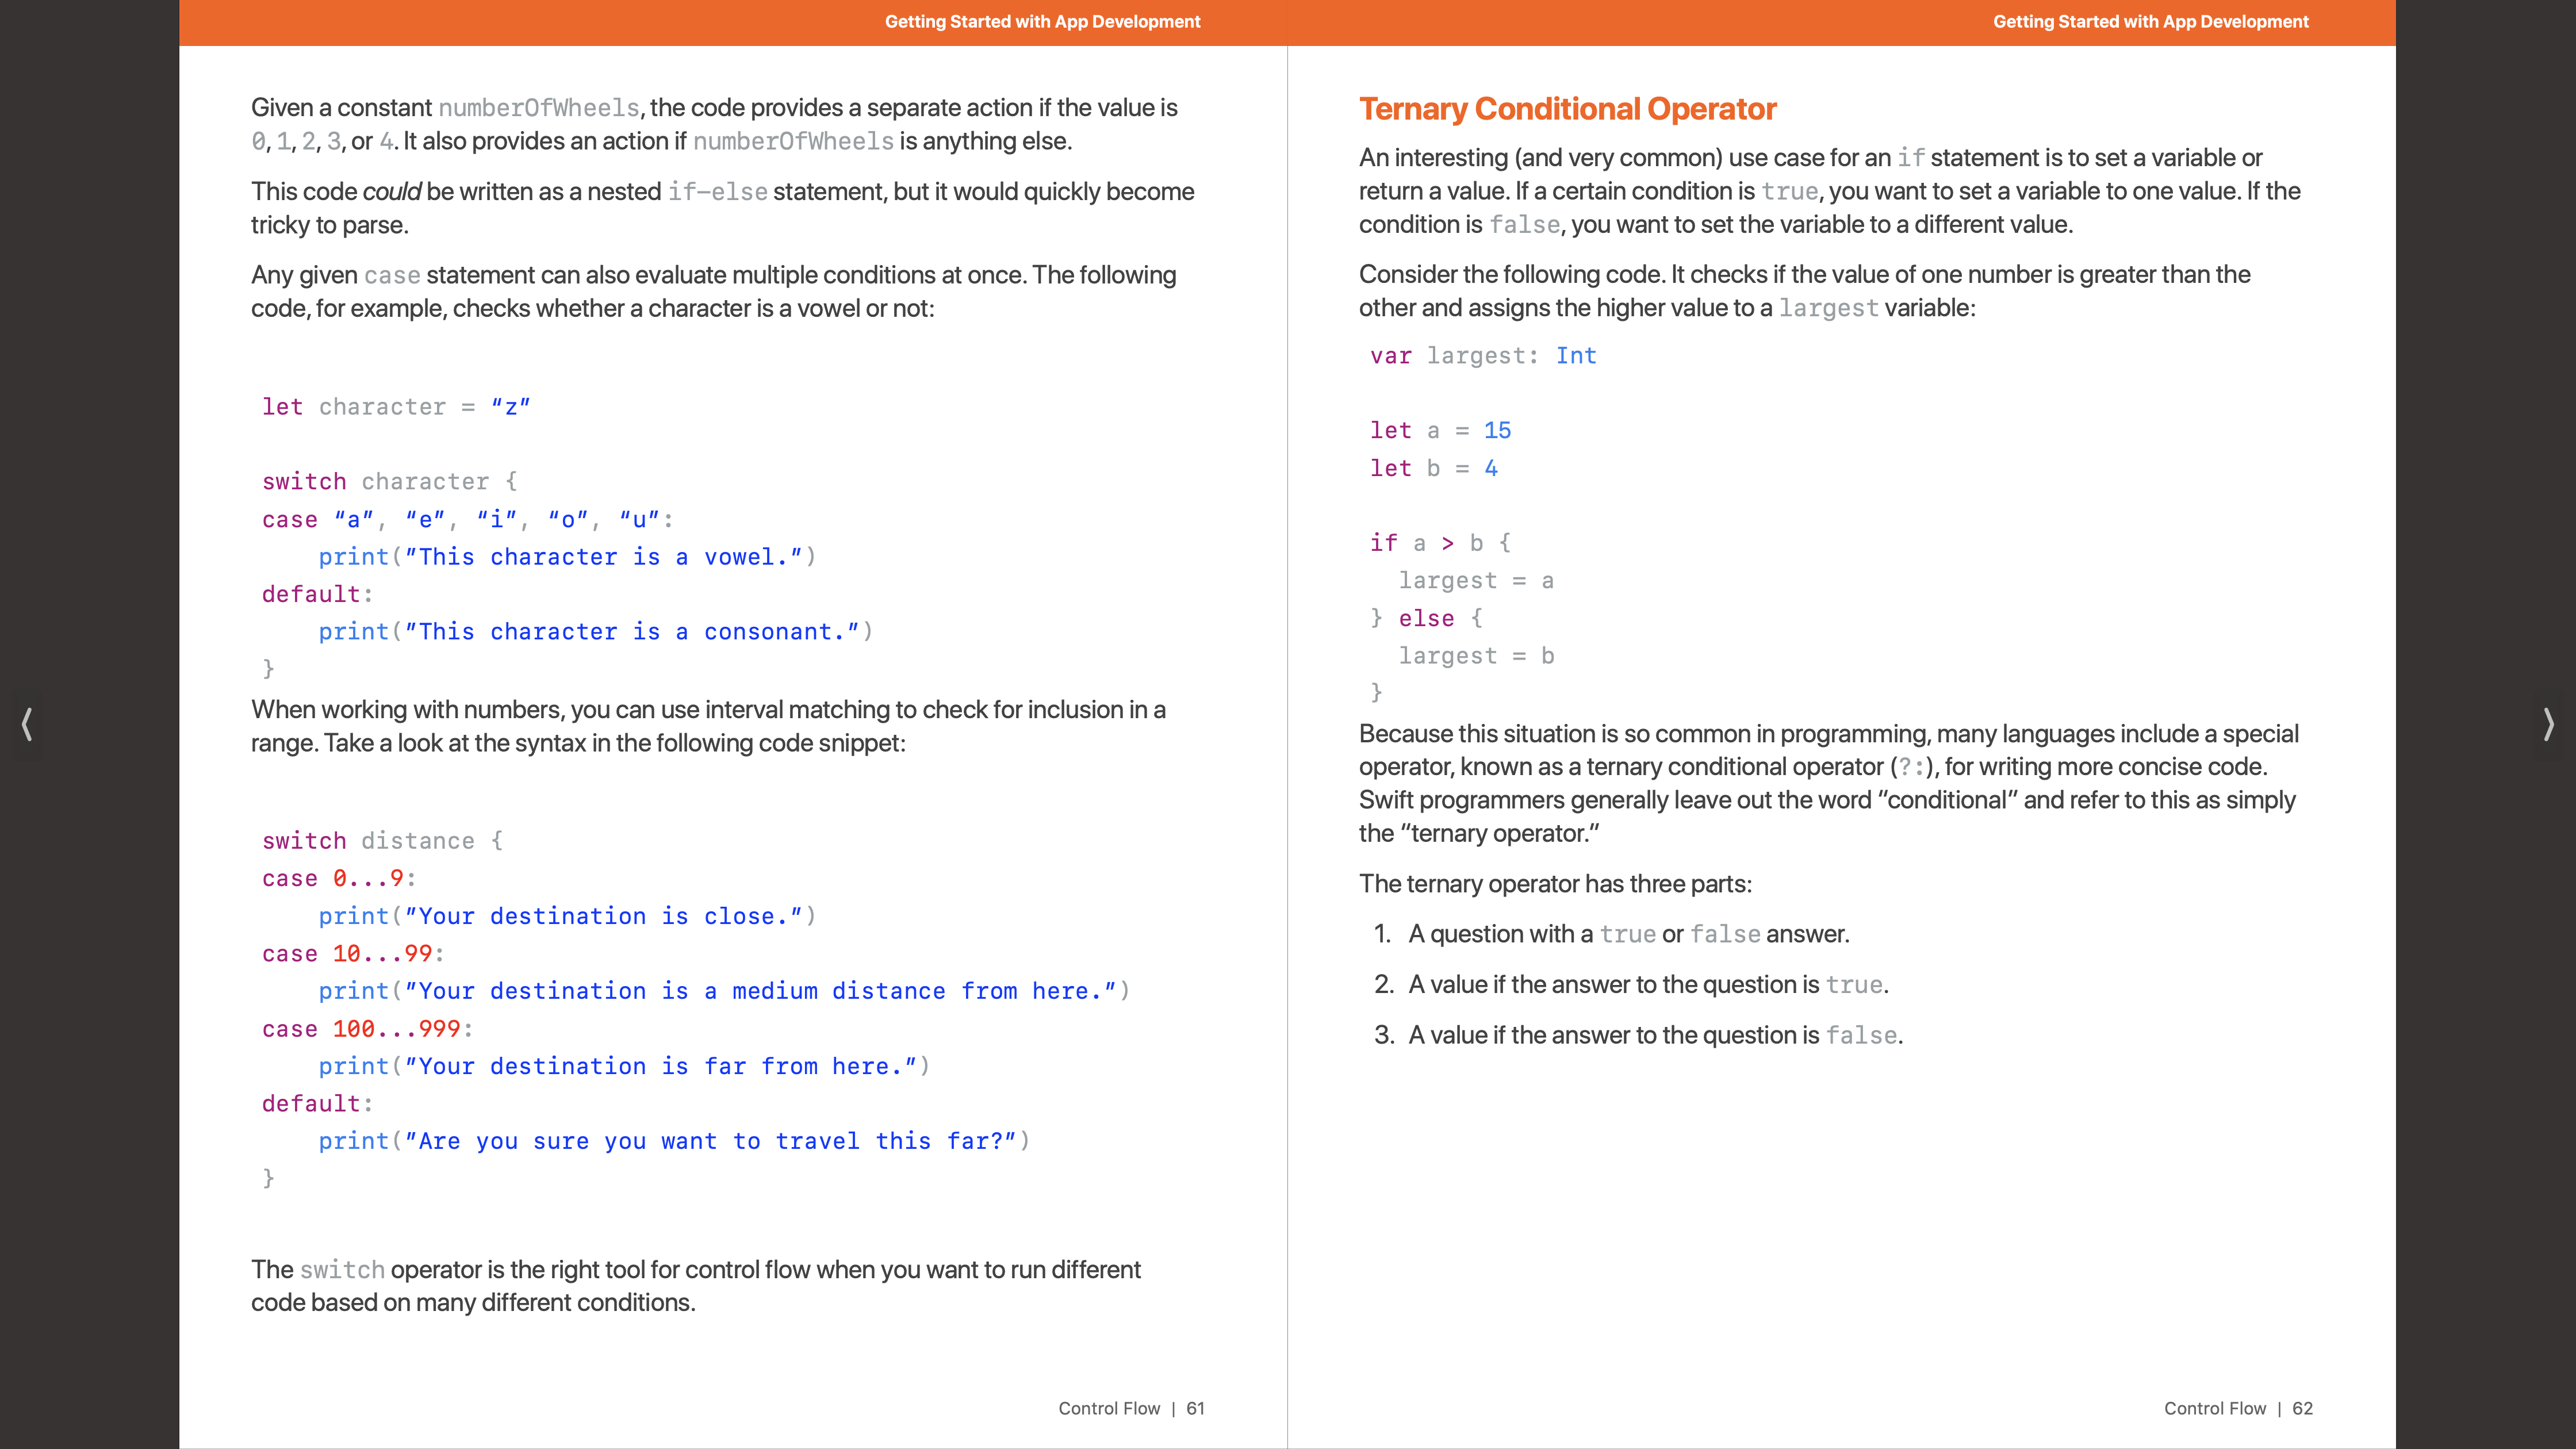 Getting Started with App Development
Given a constant numberOfWheels, the code provides a separate action if the value is
0, 1, 2, 3, or 4. It also provides an action if numberOfWheels is anything else.
This code could be written as a nested if-else statement, but it would quickly become
tricky to parse.
Any given case statement can also evaluate multiple conditions at once. The following
code, for example, checks whether a character is a vowel or not:
let character = “z”
switch character {
case “a”, “e”, “i”, “o”, “u”:
    print("This character is a vowel.")
default:
    print("This character is a consonant.")
}
When working with numbers, you can use interval matching to check for inclusion in a
range. Take a look at the syntax in the following code snippet:
switch distance {
case 0...9:
    print("Your destination is close.")
case 10...99:
    print("Your destination is a medium distance from here.")
case 100...999:
    print("Your destination is far from here.")
default:
    print("Are you sure you want to travel this far?")
}
The switch operator is the right tool for control flow when you want to run different
code based on many different conditions.
Control Flow | 61
Getting Started with App Development
Ternary Conditional Operator
An interesting (and very common) use case for an if statement is to set a variable or
return a value. If a certain condition is true, you want to set a variable to one value. If the
condition is false, you want to set the variable to a different value.
Consider the following code. It checks if the value of one number is greater than the
other and assigns the higher value to a largest variable:
var largest: Int
let a = 15
let b = 4
if a > b {
  largest = a
} else {
  largest = b
}
Because this situation is so common in programming, many languages include a special
operator, known as a ternary conditional operator (?:), for writing more concise code.
Swift programmers generally leave out the word “conditional” and refer to this as simply
the “ternary operator.”
The ternary operator has three parts:
1. A question with a true or false answer.
2. A value if the answer to the question is true.
3. A value if the answer to the question is false.
Control Flow | 62